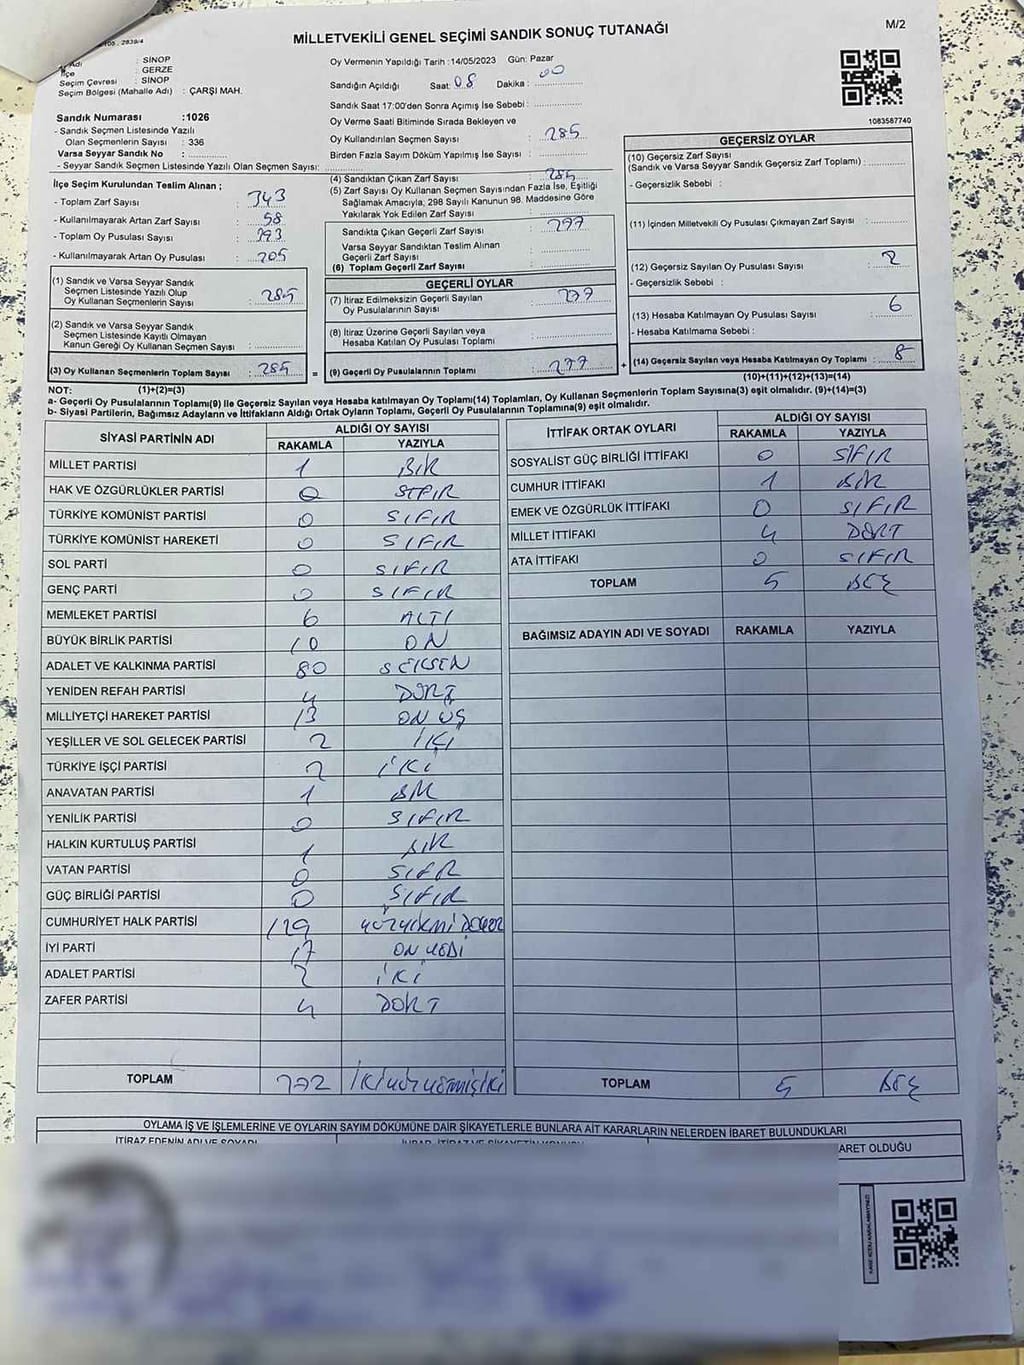 M/2
MİLLETVEKİLİ GENEL SEÇİMİ SANDIK SONUÇ TUTANAĞI
: SİNOP
İlçe : GERZE
Seçim Çevresi : SİNOP
Seçim Bölgesi (Mahalle Adı) : ÇARŞI MAH.
Sandık Numarası :1026
- Sandık Seçmen Listesinde Yazılı
Olan Seçmenlerin Sayısı : 336
Varsa Seyyar Sandık No :
- Seyyar Sandık Seçmen Listesinde Yazılı Olan Seçmen Sayısı:
Oy Vermenin Yapıldığı Tarih :14/05/2023 Gün: Pazar
Sandığın Açıldığı Saat: 08 Dakika : 00
Sandık Saat 17:00'den Sonra Açımış İse Sebebi :
Oy Verme Saati Bitiminde Sırada Bekleyen ve
Oy Kullandırılan Seçmen Sayısı : 285
Birden Fazla Sayım Döküm Yapılmış İse Sayısı :
1083587740
İlçe Seçim Kurulundan Teslim Alınan ;
- Toplam Zarf Sayısı : 343
- Kullanılmayarak Artan Zarf Sayısı : 58
- Toplam Oy Pusulası Sayısı :
- Kullanılmayarak Artan Oy Pusulası :
(1) Sandık ve Varsa Seyyar Sandık
Seçmen Listesinde Yazılı Olup
Oy Kullanan Seçmenlerin Sayısı : 285
(2) Sandık ve Varsa Seyyar Sandık
Seçmen Listesinde Kayıtlı Olmayan
Kanun Gereği Oy Kullanan Seçmen Sayısı :
(3) Oy Kullanan Seçmenlerin Toplam Sayısı : 285 =
(4) Sandıktan Çıkan Zarf Sayısı : 285
(5) Zarf Sayısı Oy Kullanan Seçmen Sayısından Fazla İse, Eşitliği
Sağlamak Amacıyla, 298 Sayılı Kanunun 98. Maddesine Göre
Yakılarak Yok Edilen Zarf Sayısı :
Sandıkta Çıkan Geçerli Zarf Sayısı : 277
Varsa Seyyar Sandıktan Teslim Alınan
Geçerli Zarf Sayısı :
(6) Toplam Geçerli Zarf Sayısı :
GEÇERLİ OYLAR
(7) İtiraz Edilmeksizin Geçerli Sayılan
Oy Pusulalarının Sayısı : 277
(8) İtiraz Üzerine Geçerli Sayılan veya
Hesaba Katılan Oy Pusulası Toplamı :
(9) Geçerli Oy Pusulalarının Toplamı : 277 +
GEÇERSİZ OYLAR
(10) Geçersiz Zarf Sayısı
(Sandık ve Varsa Seyyar Sandık Geçersiz Zarf Toplamı) :
- Geçersizlik Sebebi :
(11) İçinden Milletvekili Oy Pusulası Çıkmayan Zarf Sayısı :
(12) Geçersiz Sayılan Oy Pusulası Sayısı : 2
- Geçersizlik Sebebi :
(13) Hesaba Katılmayan Oy Pusulası Sayısı : 6
- Hesaba Katılmama Sebebi :
(14) Geçersiz Sayılan veya Hesaba Katılmayan Oy Toplamı : 8
NOT: (1)+(2)=(3) (10)+(11)+(12)+(13)=(14)
a- Geçerli Oy Pusulalarının Toplamı(9) ile Geçersiz Sayılan veya Hesaba katılmayan Oy Toplamı(14) Toplamları, Oy Kullanan Seçmenlerin Toplam Sayısına(3) eşit olmalıdır. (9)+(14)=(3)
b- Siyasi Partilerin, Bağımsız Adayların ve İttifakların Aldığı Ortak Oyların Toplamı, Geçerli Oy Pusulalarının Toplamına(9) eşit olmalıdır.
SİYASİ PARTİNİN ADI ALDIĞI OY SAYISI
RAKAMLA YAZIYLA
MİLLET PARTİSİ 1 BİR
HAK VE ÖZGÜRLÜKLER PARTİSİ 0 SIFIR
TÜRKİYE KOMÜNİST PARTİSİ 0 SIFIR
TÜRKİYE KOMÜNİST HAREKETİ 0 SIFIR
SOL PARTİ 0 SIFIR
GENÇ PARTİ 0 SIFIR
MEMLEKET PARTİSİ 6 ALTI
BÜYÜK BİRLİK PARTİSİ 10 ON
ADALET VE KALKINMA PARTİSİ 80 SEKSEN
YENİDEN REFAH PARTİSİ 4 DÖRT
MİLLİYETÇİ HAREKET PARTİSİ 13 ON ÜÇ
YEŞİLLER VE SOL GELECEK PARTİSİ 2 İKİ
TÜRKİYE İŞÇİ PARTİSİ 2 İKİ
ANAVATAN PARTİSİ 1 BİR
YENİLİK PARTİSİ 0 SIFIR
HALKIN KURTULUŞ PARTİSİ 1 BİR
VATAN PARTİSİ 0 SIFIR
GÜÇ BİRLİĞİ PARTİSİ 0 SIFIR
CUMHURİYET HALK PARTİSİ 129 YÜZYİRMİ DOKUZ
İYİ PARTİ 17 ON YEDİ
ADALET PARTİSİ 2 İKİ
ZAFER PARTİSİ 4 DÖRT
TOPLAM 272 İKİYÜZYETMİŞİKİ
İTTİFAK ORTAK OYLARI ALDIĞI OY SAYISI
RAKAMLA YAZIYLA
SOSYALİST GÜÇ BİRLİĞİ İTTİFAKI 0 SIFIR
CUMHUR İTTİFAKI 1 BİR
EMEK VE ÖZGÜRLÜK İTTİFAKI 0 SIFIR
MİLLET İTTİFAKI 4 DÖRT
ATA İTTİFAKI 0 SIFIR
TOPLAM 5 BEŞ
BAĞIMSIZ ADAYIN ADI VE SOYADI RAKAMLA YAZIYLA
TOPLAM 5 BEŞ
OYLAMA İŞ VE İŞLEMLERİNE VE OYLARIN SAYIM DÖKÜMÜNE DAİR ŞİKAYETLERLE BUNLARA AİT KARARLARIN NELERDEN İBARET BULUNDUKLARI
İTİRAZ EDENİN ADI VE SOYADI
ARET OLDUĞU